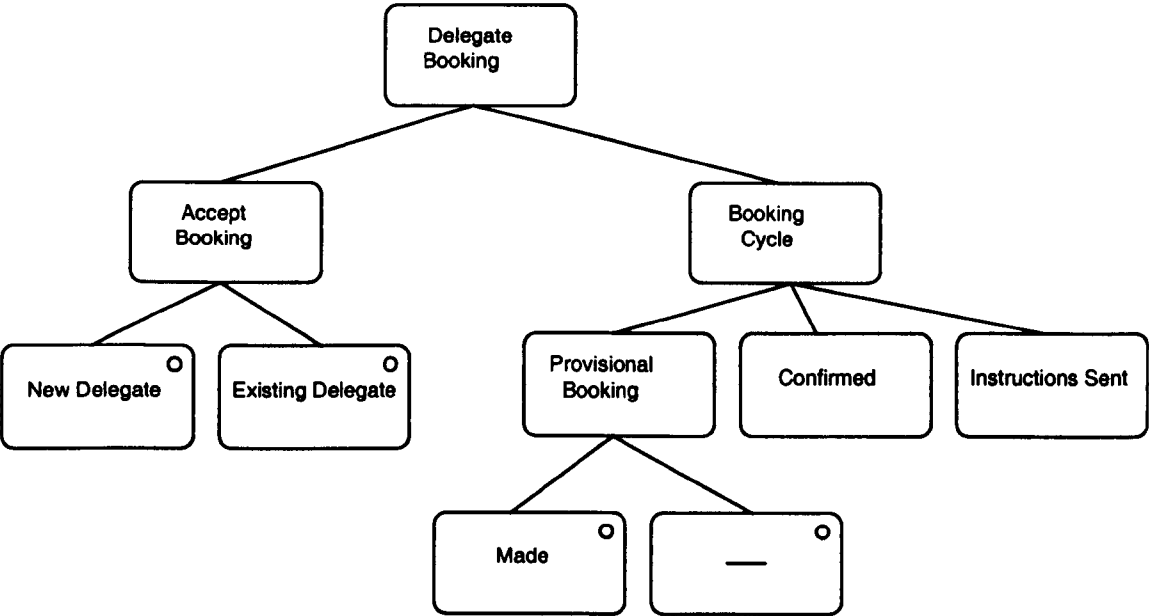 Delegate
Booking
Accept
Booking
Booking
Cycle
New Delegate
Existing Delegate
Provisional
Booking
Confirmed
Instructions Sent
Made
—